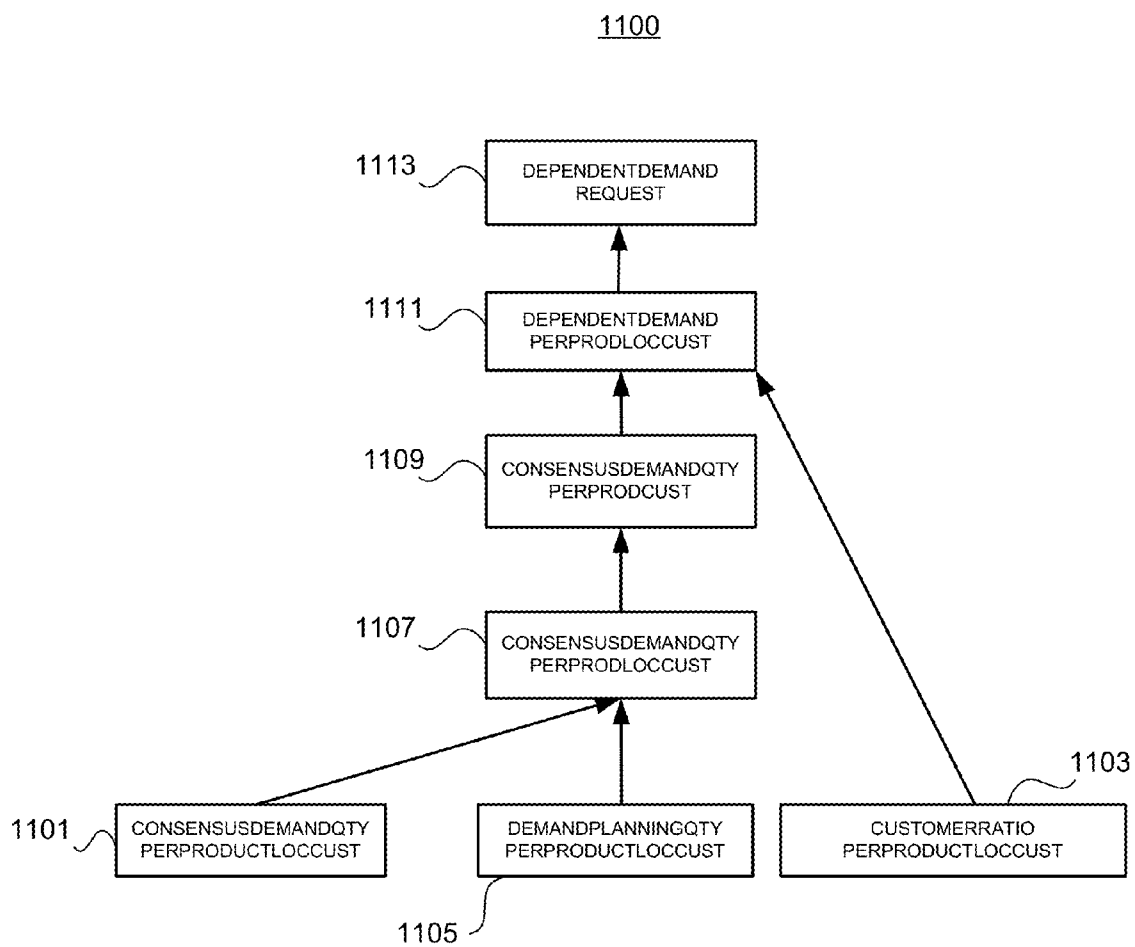 1100
1113
DEPENDENTDEMAND
REQUEST
1111
DEPENDENTDEMAND
PERPRODLOCCUST
1109
CONSENSUSDEMANDQTY
PERPRODCUST
1107
CONSENSUSDEMANDQTY
PERPRODLOCCUST
1103
1101
CONSENSUSDEMANDQTY
PERPRODUCTLOCCUST
DEMANDPLANNINGQTY
PERPRODUCTLOCCUST
CUSTOMERRATIO
PERPRODUCTLOCCUST
1105